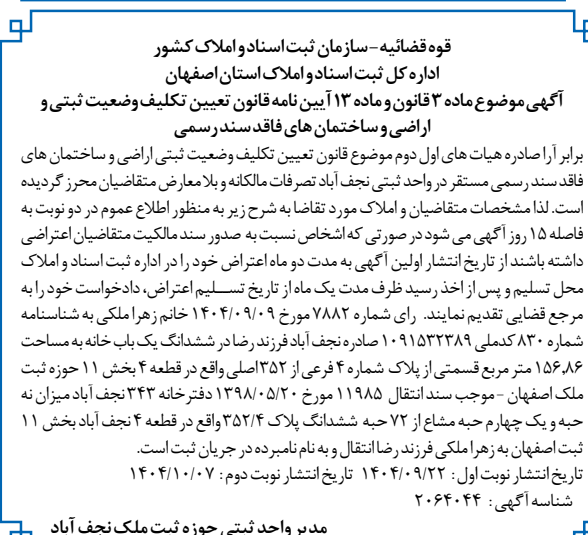 قوه قضائیه-سازمان ثبت اسناد و املاک کشور
اداره کل ثبت اسناد و املاک استان اصفهان
آگهی موضوع ماده ۳ قانون و ماده ۱۳ آیین نامه قانون تعیین تکلیف وضعیت ثبتی و
اراضی و ساختمان های فاقد سند رسمی
برابر آرا صادره هیات های اول دوم موضوع قانون تعیین تکلیف وضعیت ثبتی اراضی و ساختمان های
فاقد سند رسمی مستقر در واحد ثبتی نجف آباد تصرفات مالکانه و بلامعارض متقاضیان محرز گردیده
است. لذا مشخصات متقاضیان و املاک مورد تقاضا به شرح زیر به منظور اطلاع عموم در دو نوبت به
فاصله ۱۵ روز آگهی می شود در صورتی که اشخاص نسبت به صدور سند مالکیت متقاضیان اعتراضی
داشته باشند از تاریخ انتشار اولین آگهی به مدت دو ماه اعتراض خود را در اداره ثبت اسناد و املاک
محل تسلیم و پس از اخذ رسید ظرف مدت یک ماه از تاریخ تسلیم اعتراض، دادخواست خود را به
مرجع قضایی تقدیم نمایند. رای شماره ۷۸۸۲ مورخ ۱۴۰۴/۰۹/۰۹ خانم زهرا ملکی به شناسنامه
شماره ۸۳۰ کدملی ۱۰۹۱۵۳۲۳۸۹ صادره نجف آباد فرزند رضا در ششدانگ یک باب خانه به مساحت
۱۵۶.۸۶ متر مربع قسمتی از پلاک شماره ۴ فرعی از ۳۵۲اصلی واقع در قطعه ۴ بخش ۱۱ حوزه ثبت
ملک اصفهان - موجب سند انتقال ۱۱۹۸۵ مورخ ۱۳۹۸/۰۵/۲۰ دفترخانه ۳۴۳ نجف آباد میزان نه
حبه و یک چهارم حبه مشاع از ۷۲ حبه ششدانگ پلاک ۳۵۲/۴ واقع در قطعه ۴ نجف آباد بخش ۱۱
ثبت اصفهان به زهرا ملکی فرزند رضا انتقال و به نام نامبرده در جریان ثبت است.
تاریخ انتشار نوبت اول: ۱۴۰۴/۰۹/۲۲ تاریخ انتشار نوبت دوم: ۱۴۰۴/۱۰/۰۷
شناسه آگهی: ۲۰۶۴۰۴۴
مدیر واحد ثبتی حوزه ثبت ملک نجف آباد